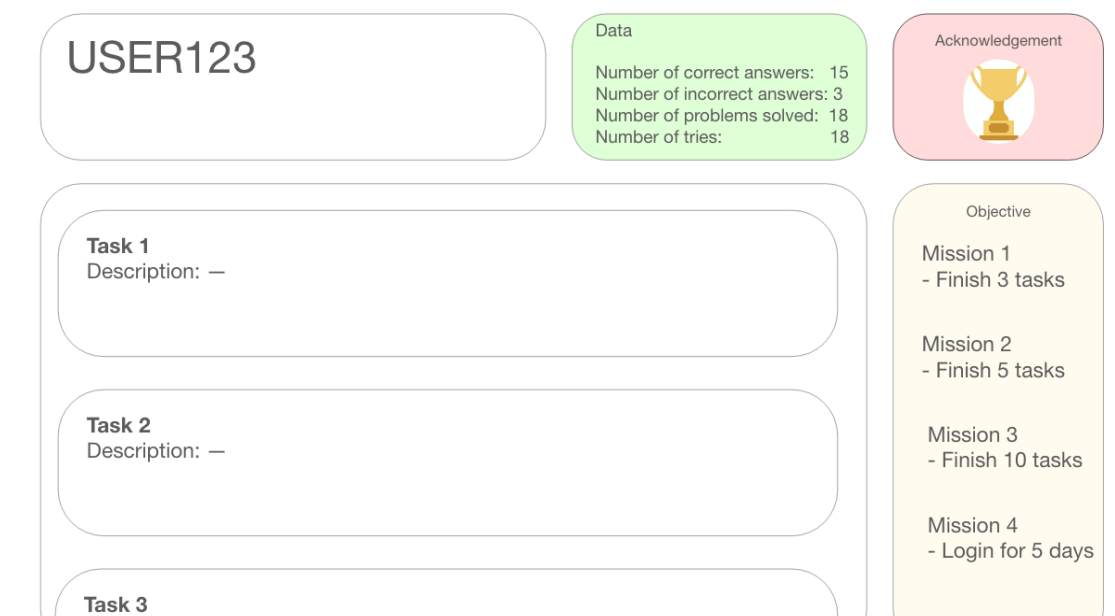 USER123
Data
Number of correct answers: 15
Number of incorrect answers: 3
Number of problems solved: 18
Number of tries: 18
Acknowledgement
Task 1
Description: —
Task 2
Description: —
Task 3
Objective
Mission 1
- Finish 3 tasks
Mission 2
- Finish 5 tasks
Mission 3
- Finish 10 tasks
Mission 4
- Login for 5 days